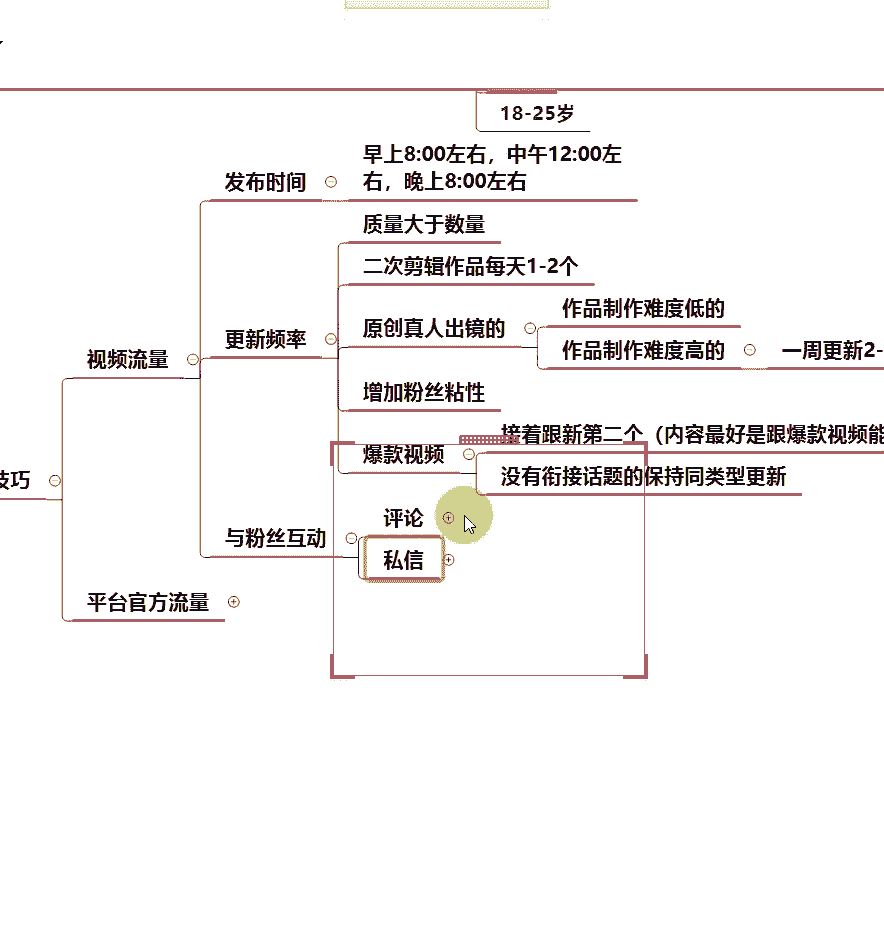 18-25岁
早上8:00左右，中午12:00左
右，晚上8:00左右
发布时间
质量大于数量
二次剪辑作品每天1-2个
作品制作难度低的
原创真人出镜的
更新频率
作品制作难度高的
一周更新2-
视频流量
增加粉丝粘性
接着跟新第二个（内容最好是跟爆款视频能
爆款视频
没有衔接话题的保持同类型更新
技巧
评论
与粉丝互动
私信
平台官方流量